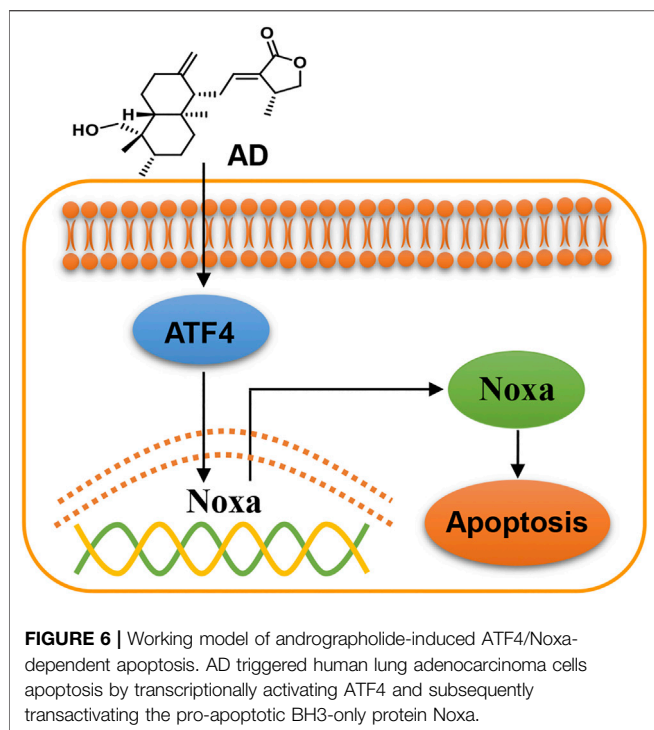 O
O
H
HO
AD
ATF4
Noxa
Noxa
Apoptosis
FIGURE 6 | Working model of andrographolide-induced ATF4/Noxa-
dependent apoptosis. AD triggered human lung adenocarcinoma cells
apoptosis by transcriptionally activating ATF4 and subsequently
transactivating the pro-apoptotic BH3-only protein Noxa.